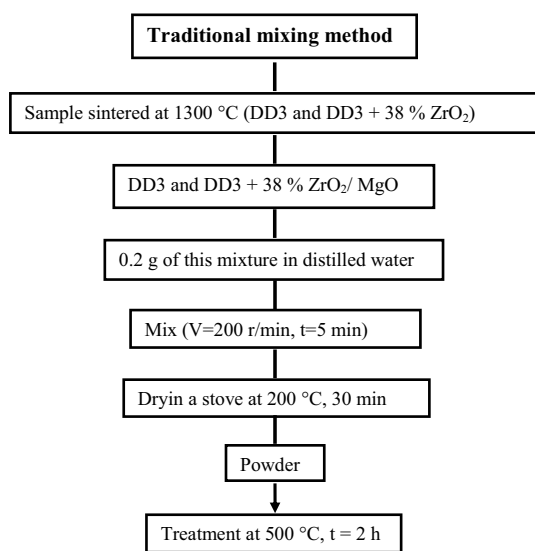 Traditional mixing method
Sample sintered at 1300 °C (DD3 and DD3 + 38 % ZrO₂)
DD3 and DD3 + 38 % ZrO₂/ MgO
0.2 g of this mixture in distilled water
Mix (V=200 r/min, t=5 min)
Dryin a stove at 200 °C, 30 min
Powder
Treatment at 500 °C, t = 2 h